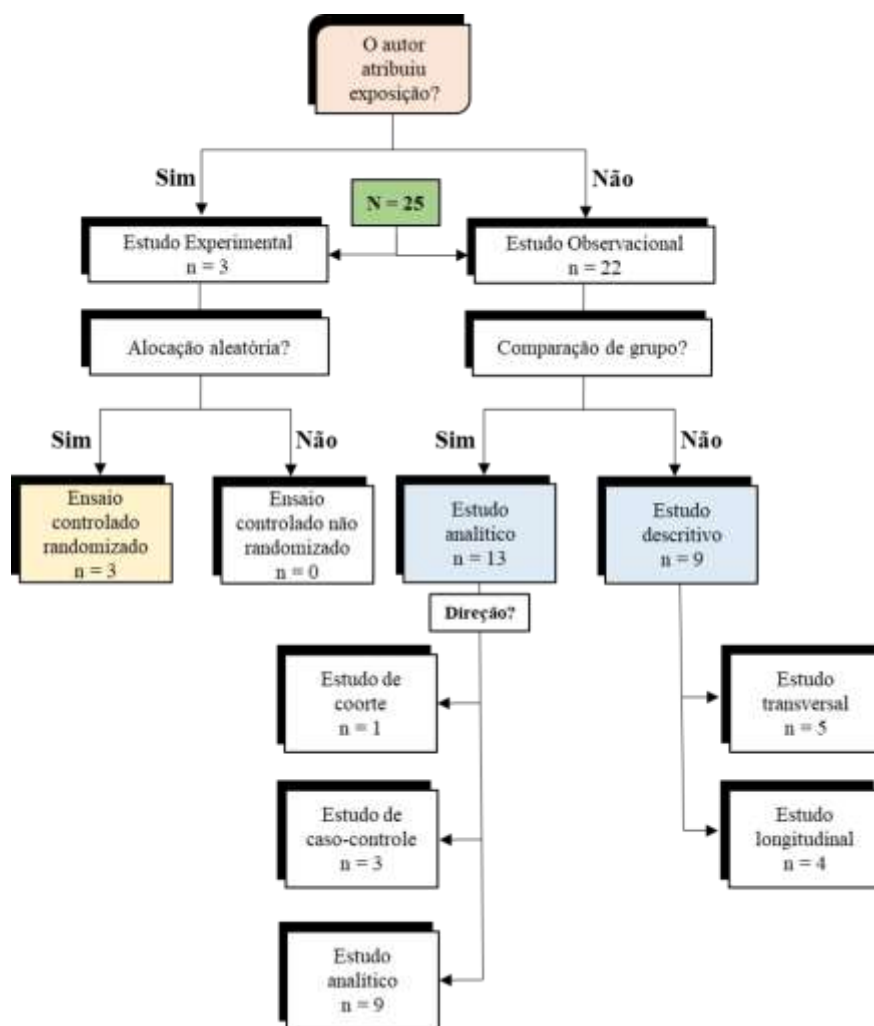 O autor
atribuiu
exposição?
Sim
Não
N = 25
Estudo Experimental
n = 3
Estudo Observacional
n = 22
Alocação aleatória?
Comparação de grupo?
Sim
Não
Sim
Não
Ensaio
controlado
randomizado
n = 3
Ensaio
controlado não
randomizado
n = 0
Estudo
analítico
n = 13
Estudo
descritivo
n = 9
Direção?
Estudo de
coorte
n = 1
Estudo
transversal
n = 5
Estudo de
caso-controle
n = 3
Estudo
longitudinal
n = 4
Estudo
analítico
n = 9